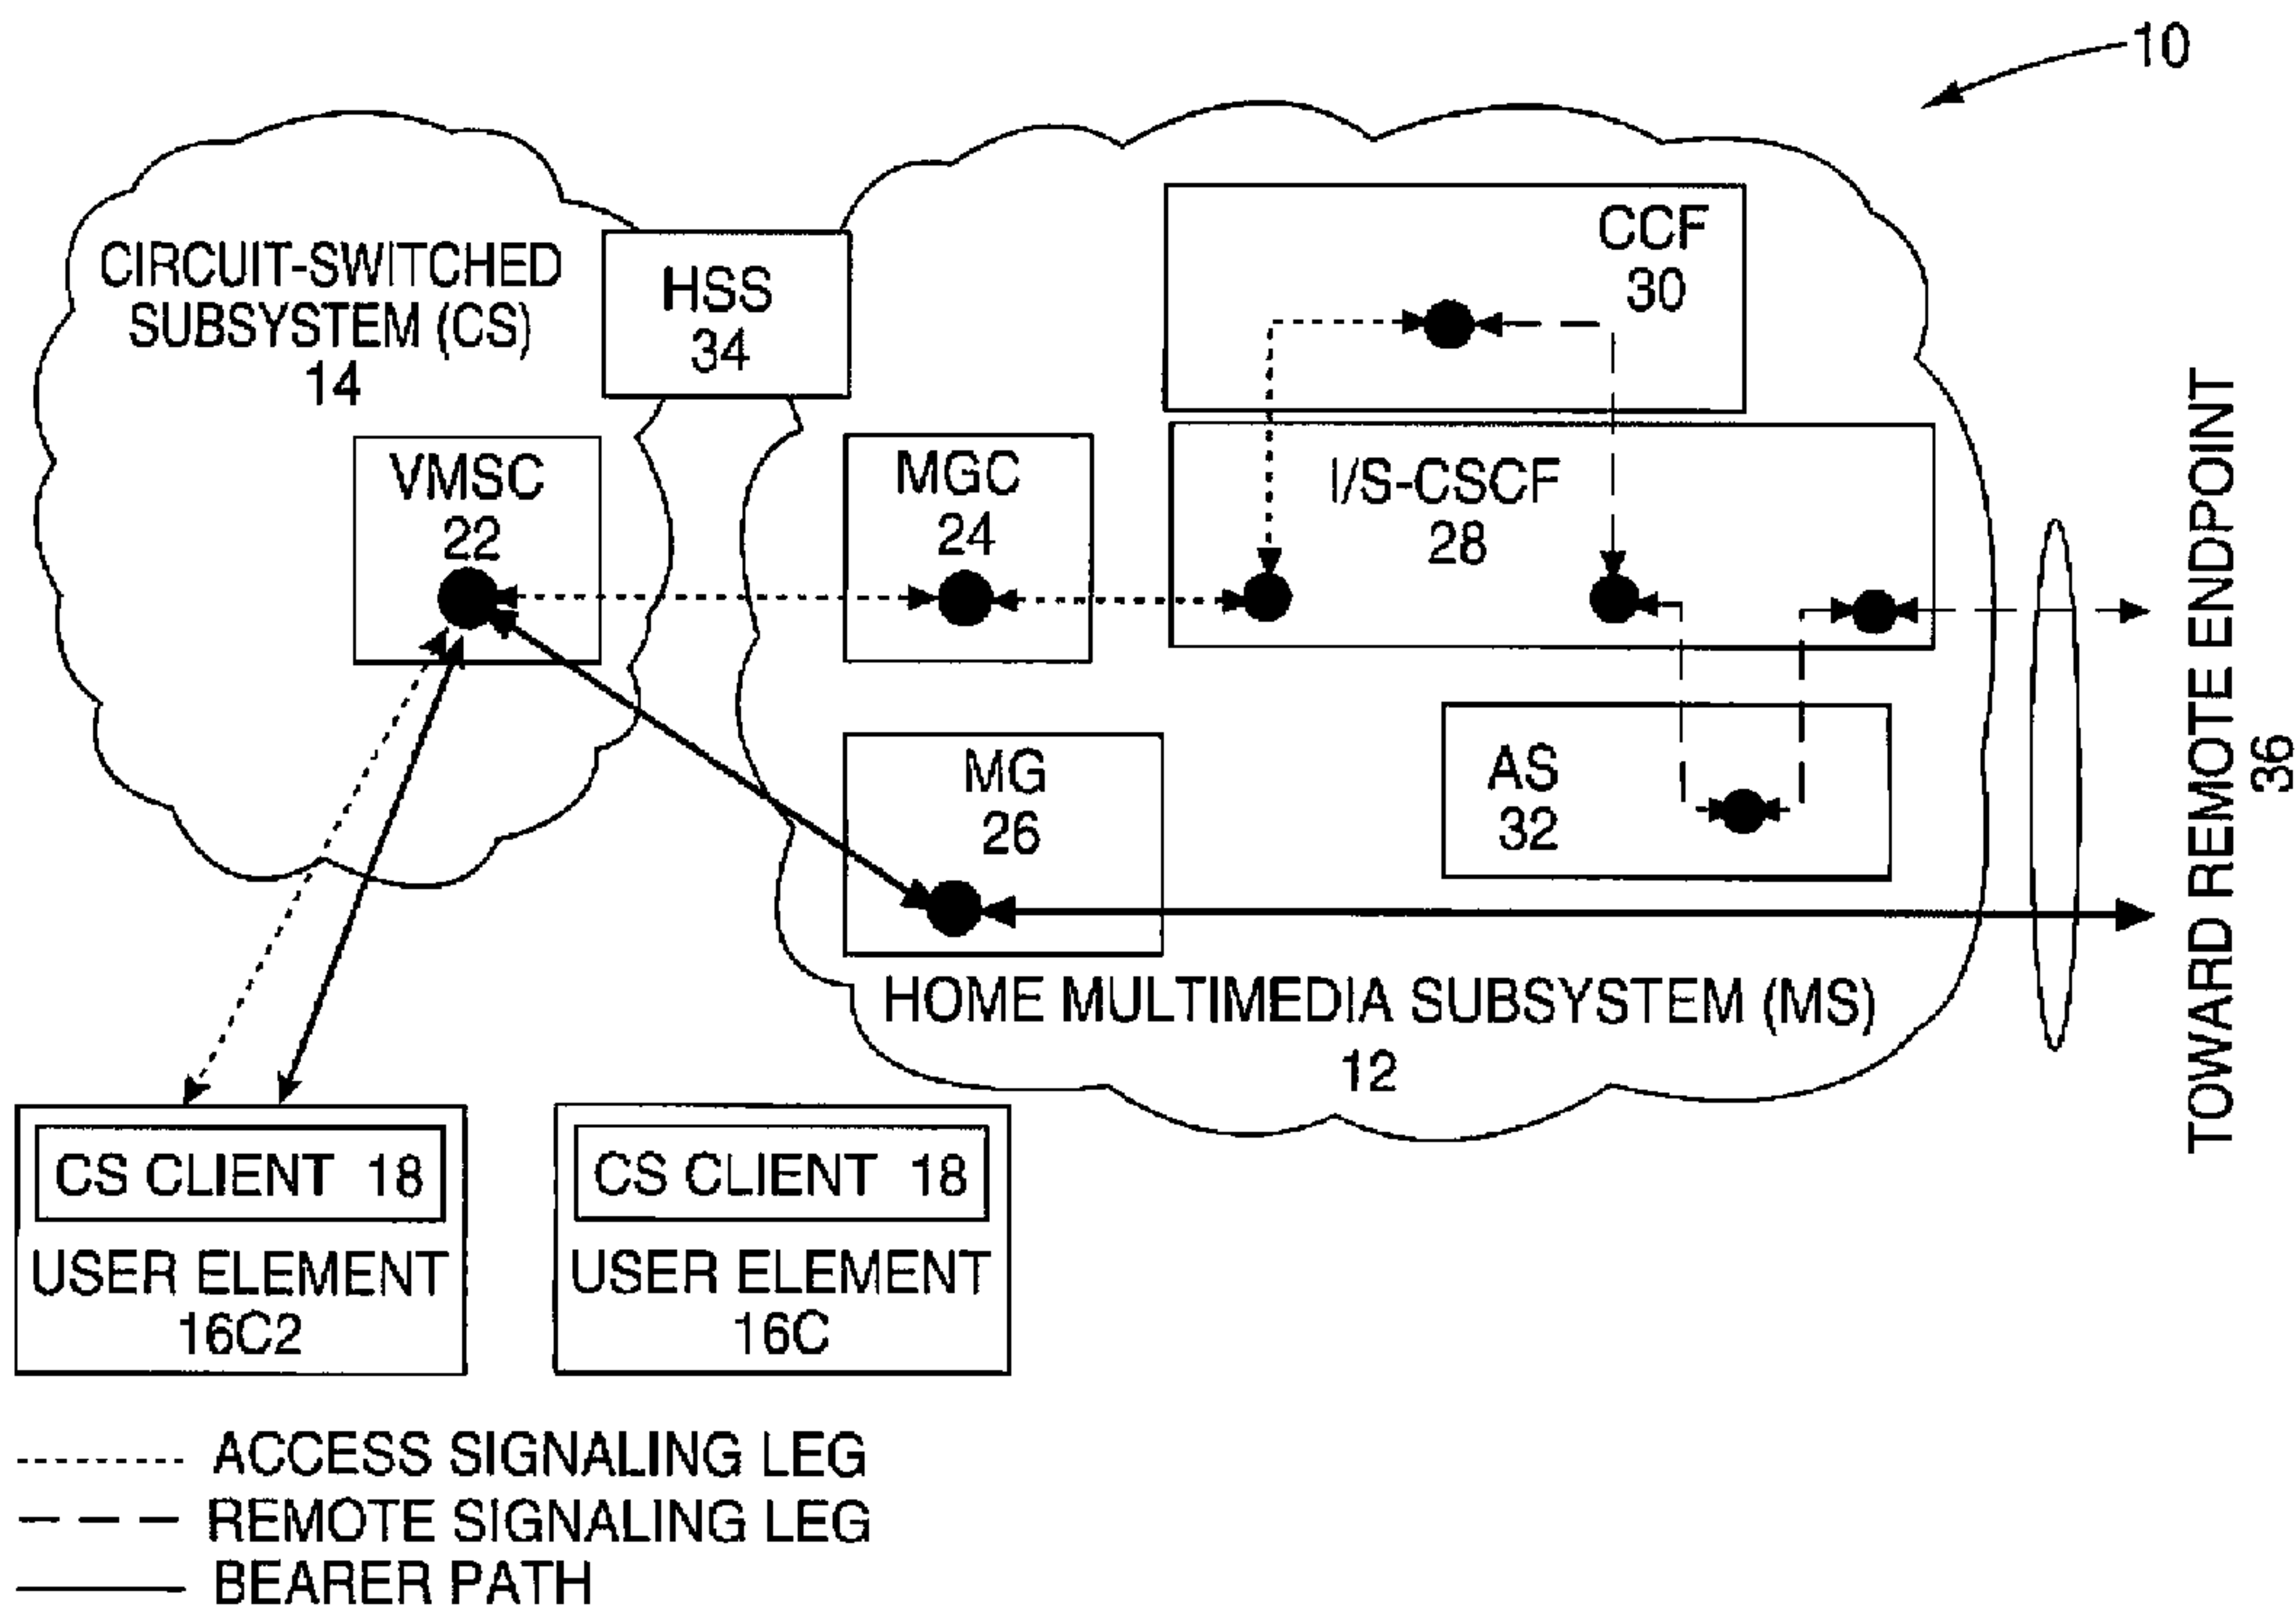 10
CIRCUIT-SWITCHED
SUBSYSTEM (CS)
14
HSS
34
CCF
30
VMSC
22
MGC
24
I/S-CSCF
28
MG
26
AS
32
HOME MULTIMEDIA SUBSYSTEM (MS)
12
TOWARD REMOTE ENDPOINT
36
CS CLIENT 18
USER ELEMENT
16C2
CS CLIENT 18
USER ELEMENT
16C
ACCESS SIGNALING LEG
REMOTE SIGNALING LEG
BEARER PATH